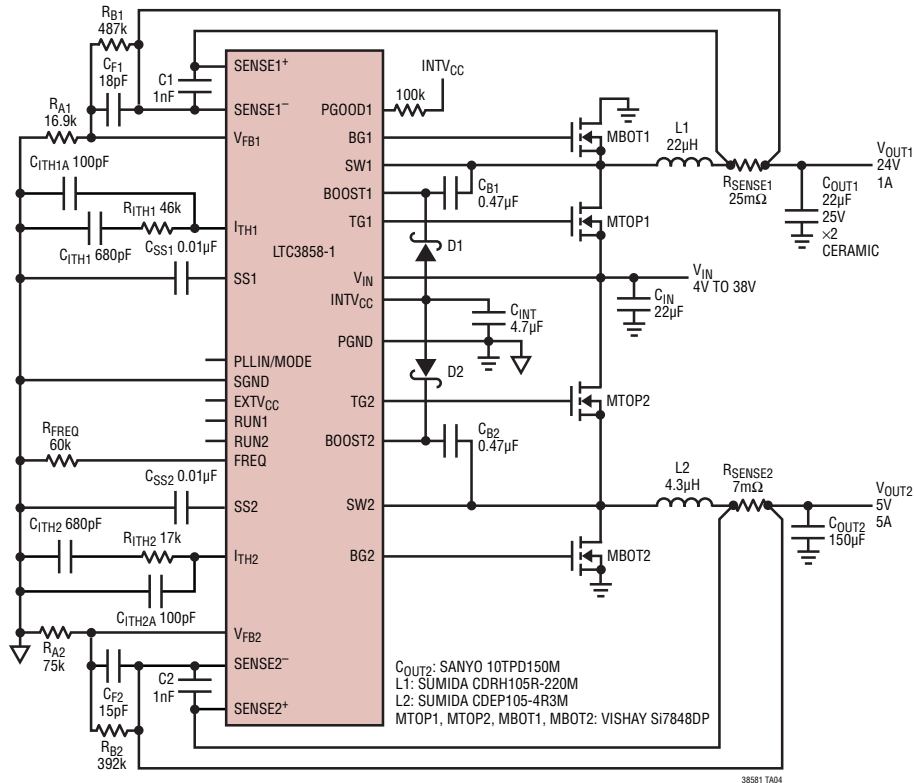 RB1
487k
CF1
18pF
C1
1nF
RA1
16.9k
CITH1A 100pF
RITH1 46k
CITH1 680pF
CSS1 0.01µF
RFREQ
60k
CSS2 0.01µF
CITH2 680pF
RITH2 17k
CITH2A 100pF
RA2
75k
CF2
15pF
RB2
392k
C2
1nF
SENSE1+
SENSE1–
VFB1
ITH1
SS1
PLLIN/MODE
SGND
EXTVCC
RUN1
RUN2
FREQ
SS2
ITH2
VFB2
SENSE2–
SENSE2+
LTC3858-1
PGOOD1
BG1
SW1
BOOST1
TG1
VIN
INTVCC
PGND
TG2
BOOST2
SW2
BG2
INTVCC
100k
MBOT1
L1
22µH
CB1
0.47µF
MTOP1
D1
RSENSE1
25mΩ
VOUT1
24V
1A
COUT1
22µF
25V
×2
CERAMIC
VIN
4V TO 38V
CIN
22µF
CINT
4.7µF
D2
MTOP2
CB2
0.47µF
L2
4.3µH
RSENSE2
7mΩ
VOUT2
5V
5A
COUT2
150µF
MBOT2
COUT2: SANYO 10TPD150M
L1: SUMIDA CDRH105R-220M
L2: SUMIDA CDEP105-4R3M
MTOP1, MTOP2, MBOT1, MBOT2: VISHAY Si7848DP
38581 TA04